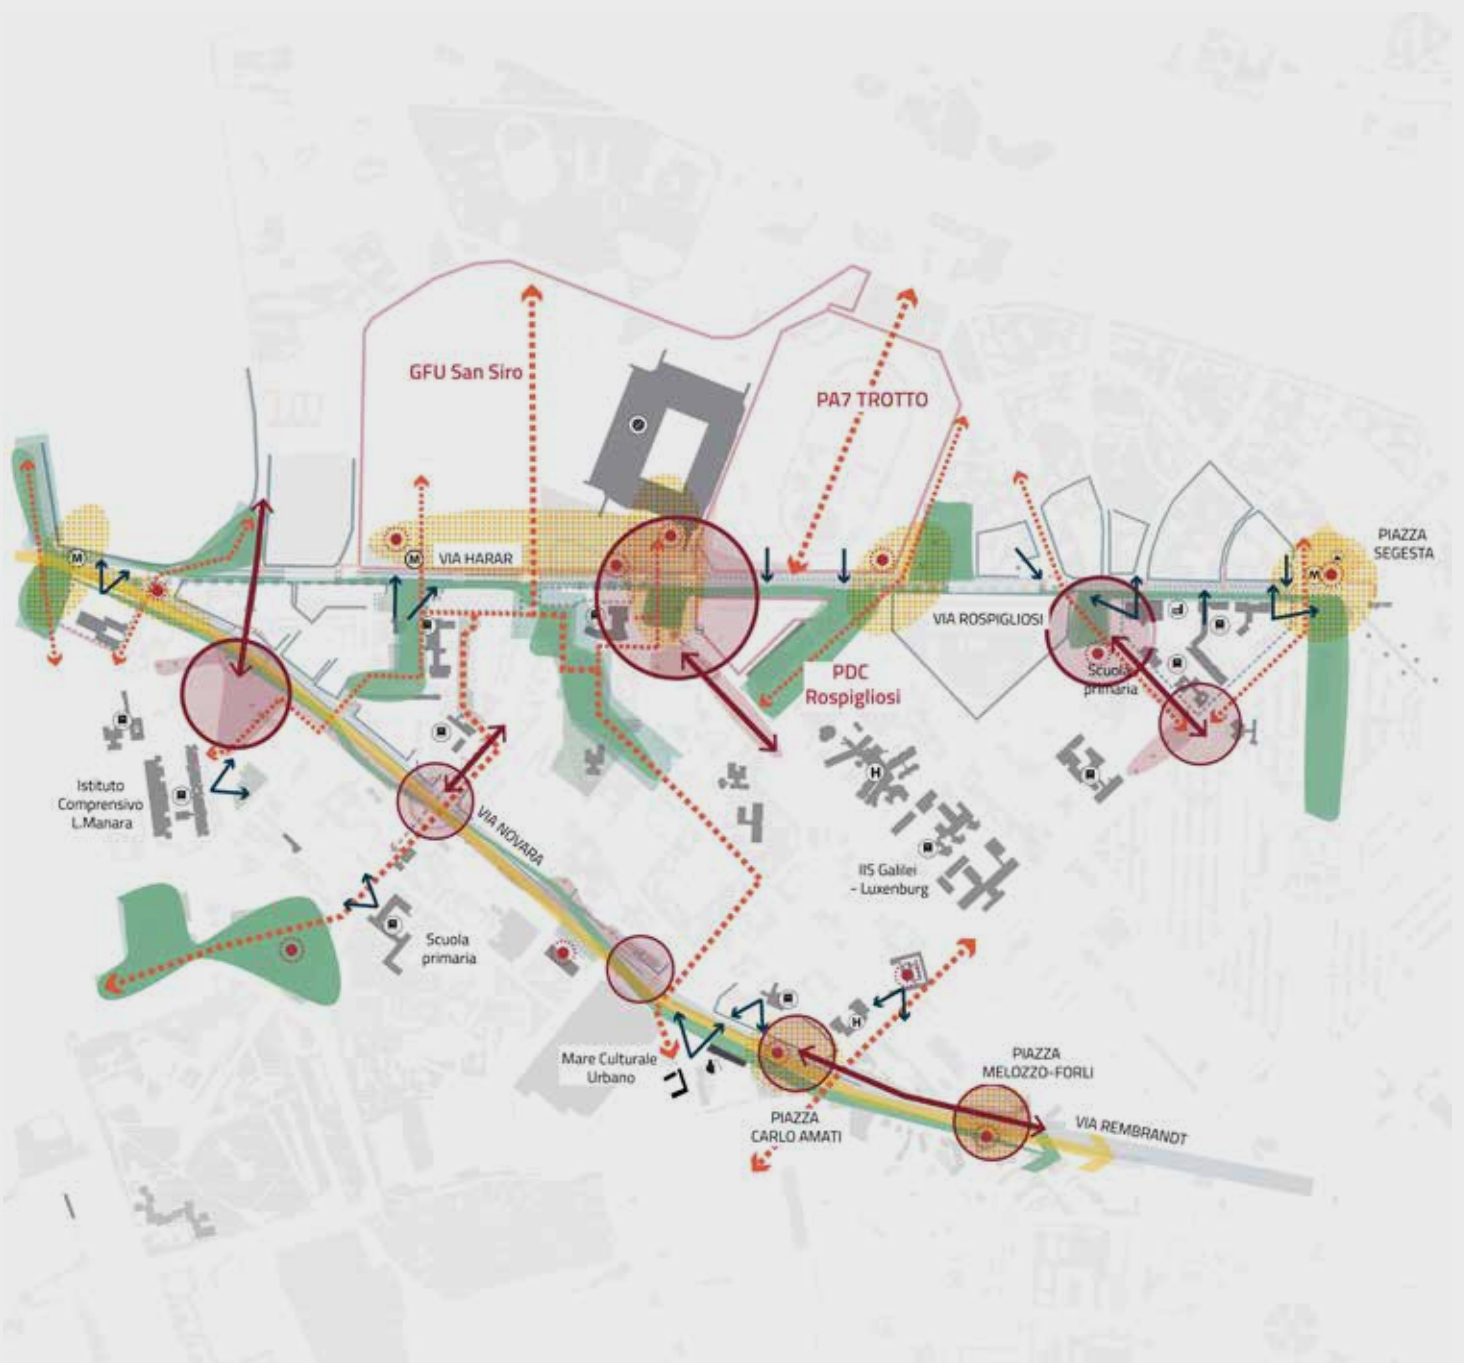 GFU San Siro
PA7 TROTTO
PIAZZA
SEGESTA
M
M
VIA HARAR
M
VIA ROSPIGLIOSI
PDC
Rospigliosi
Scuola
primaria
H
Istituto
Comprensivo
L.Manara
VIA NOVARA
IIS Galilei
- Luxenburg
Scuola
primaria
H
Mare Culturale
Urbano
PIAZZA
MELOZZO-FORLI
PIAZZA
CARLO AMATI
VIA REMBRANDT